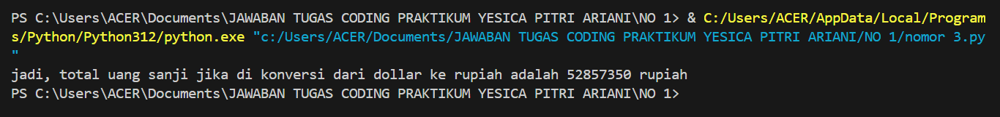 PS C:\Users\ACER\Documents\JAWABAN TUGAS CODING PRAKTIKUM YESICA PITRI ARIANI\NO 1> & C:/Users/ACER/AppData/Local/Program
s/Python/Python312/python.exe "c:/Users/ACER/Documents/JAWABAN TUGAS CODING PRAKTIKUM YESICA PITRI ARIANI/NO 1/nomor 3.py
"
jadi, total uang sanji jika di konversi dari dollar ke rupiah adalah 52857350 rupiah
PS C:\Users\ACER\Documents\JAWABAN TUGAS CODING PRAKTIKUM YESICA PITRI ARIANI\NO 1>